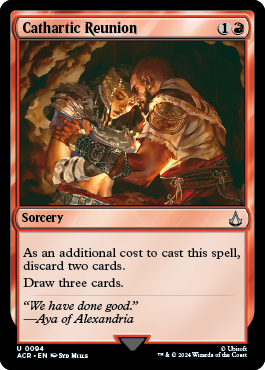 Cathartic Reunion 1
Sorcery
As an additional cost to cast this spell,
discard two cards.
Draw three cards.
“We have done good.”
—Aya of Alexandria
U 0094
ACR • EN Syd Mills
© Ubisoft
™ & © 2024 Wizards of the Coast